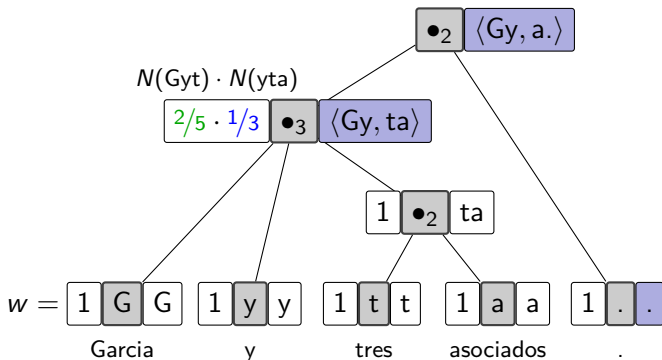 •₂ ⟨Gy, a.⟩
N(Gyt) · N(yta)
2/5 · 1/3 •₃ ⟨Gy, ta⟩
1 •₂ ta
w = 1 G G 1 y y 1 t t 1 a a 1 . .
Garcia y tres asociados .